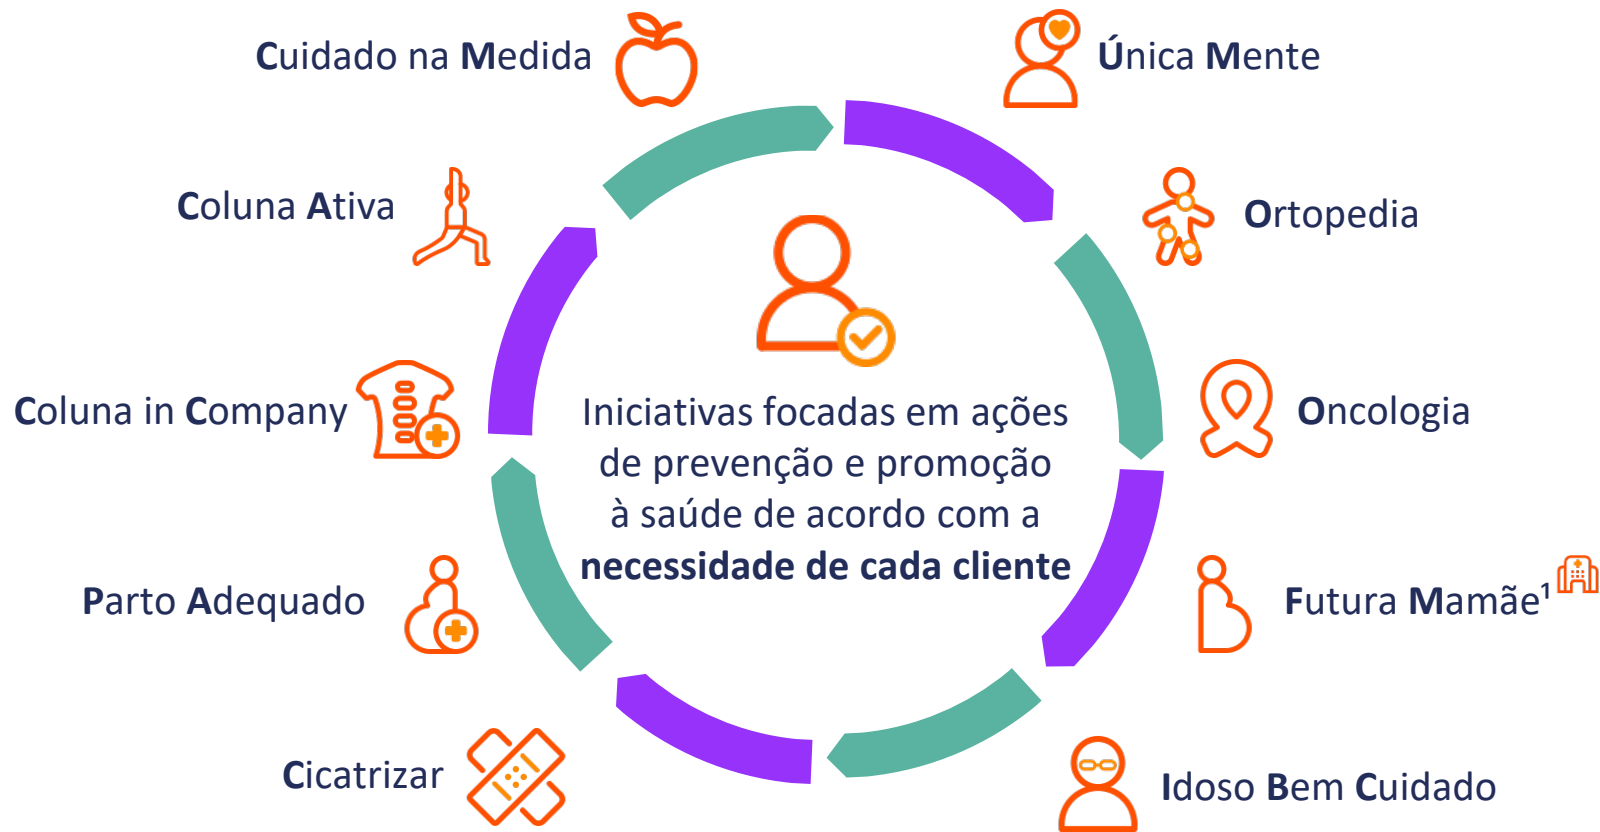 Cuidado na Medida
Única Mente
Coluna Ativa
Ortopedia
Coluna in Company
Oncologia
Iniciativas focadas em ações
de prevenção e promoção
à saúde de acordo com a
necessidade de cada cliente
Parto Adequado
Futura Mamãe¹
Cicatrizar
Idoso Bem Cuidado